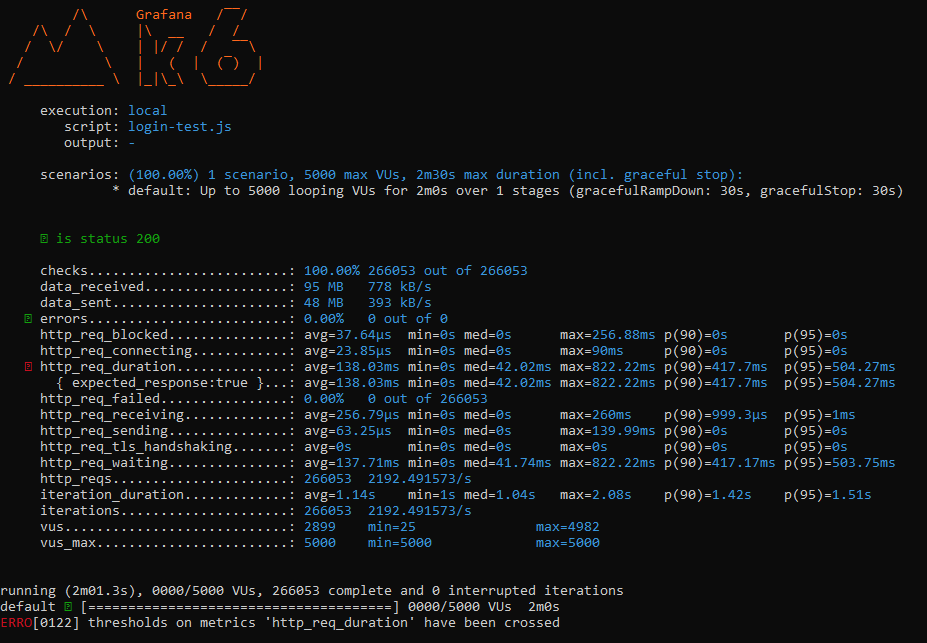 Grafana
k6
execution: local
script: login-test.js
output: -
scenarios: (100.00%) 1 scenario, 5000 max VUs, 2m30s max duration (incl. graceful stop):
* default: Up to 5000 looping VUs for 2m0s over 1 stages (gracefulRampDown: 30s, gracefulStop: 30s)
is status 200
checks.........................: 100.00% 266053 out of 266053
data_received..................: 95 MB 778 kB/s
data_sent......................: 48 MB 393 kB/s
errors.........................: 0.00% 0 out of 0
http_req_blocked...............: avg=37.64µs min=0s med=0s max=256.88ms p(90)=0s p(95)=0s
http_req_connecting............: avg=23.85µs min=0s med=0s max=90ms p(90)=0s p(95)=0s
http_req_duration..............: avg=138.03ms min=0s med=42.02ms max=822.22ms p(90)=417.7ms p(95)=504.27ms
{ expected_response:true }...: avg=138.03ms min=0s med=42.02ms max=822.22ms p(90)=417.7ms p(95)=504.27ms
http_req_failed................: 0.00% 0 out of 266053
http_req_receiving.............: avg=256.79µs min=0s med=0s max=260ms p(90)=999.3µs p(95)=1ms
http_req_sending...............: avg=63.25µs min=0s med=0s max=139.99ms p(90)=0s p(95)=0s
http_req_tls_handshaking.......: avg=0s min=0s med=0s max=0s p(90)=0s p(95)=0s
http_req_waiting...............: avg=137.71ms min=0s med=41.74ms max=822.22ms p(90)=417.17ms p(95)=503.75ms
http_reqs......................: 266053 2192.491573/s
iteration_duration.............: avg=1.14s min=1s med=1.04s max=2.08s p(90)=1.42s p(95)=1.51s
iterations.....................: 266053 2192.491573/s
vus............................: 2899 min=25 max=4982
vus_max........................: 5000 min=5000 max=5000
running (2m01.3s), 0000/5000 VUs, 266053 complete and 0 interrupted iterations
default [======================================] 0000/5000 VUs 2m0s
ERRO[0122] thresholds on metrics 'http_req_duration' have been crossed